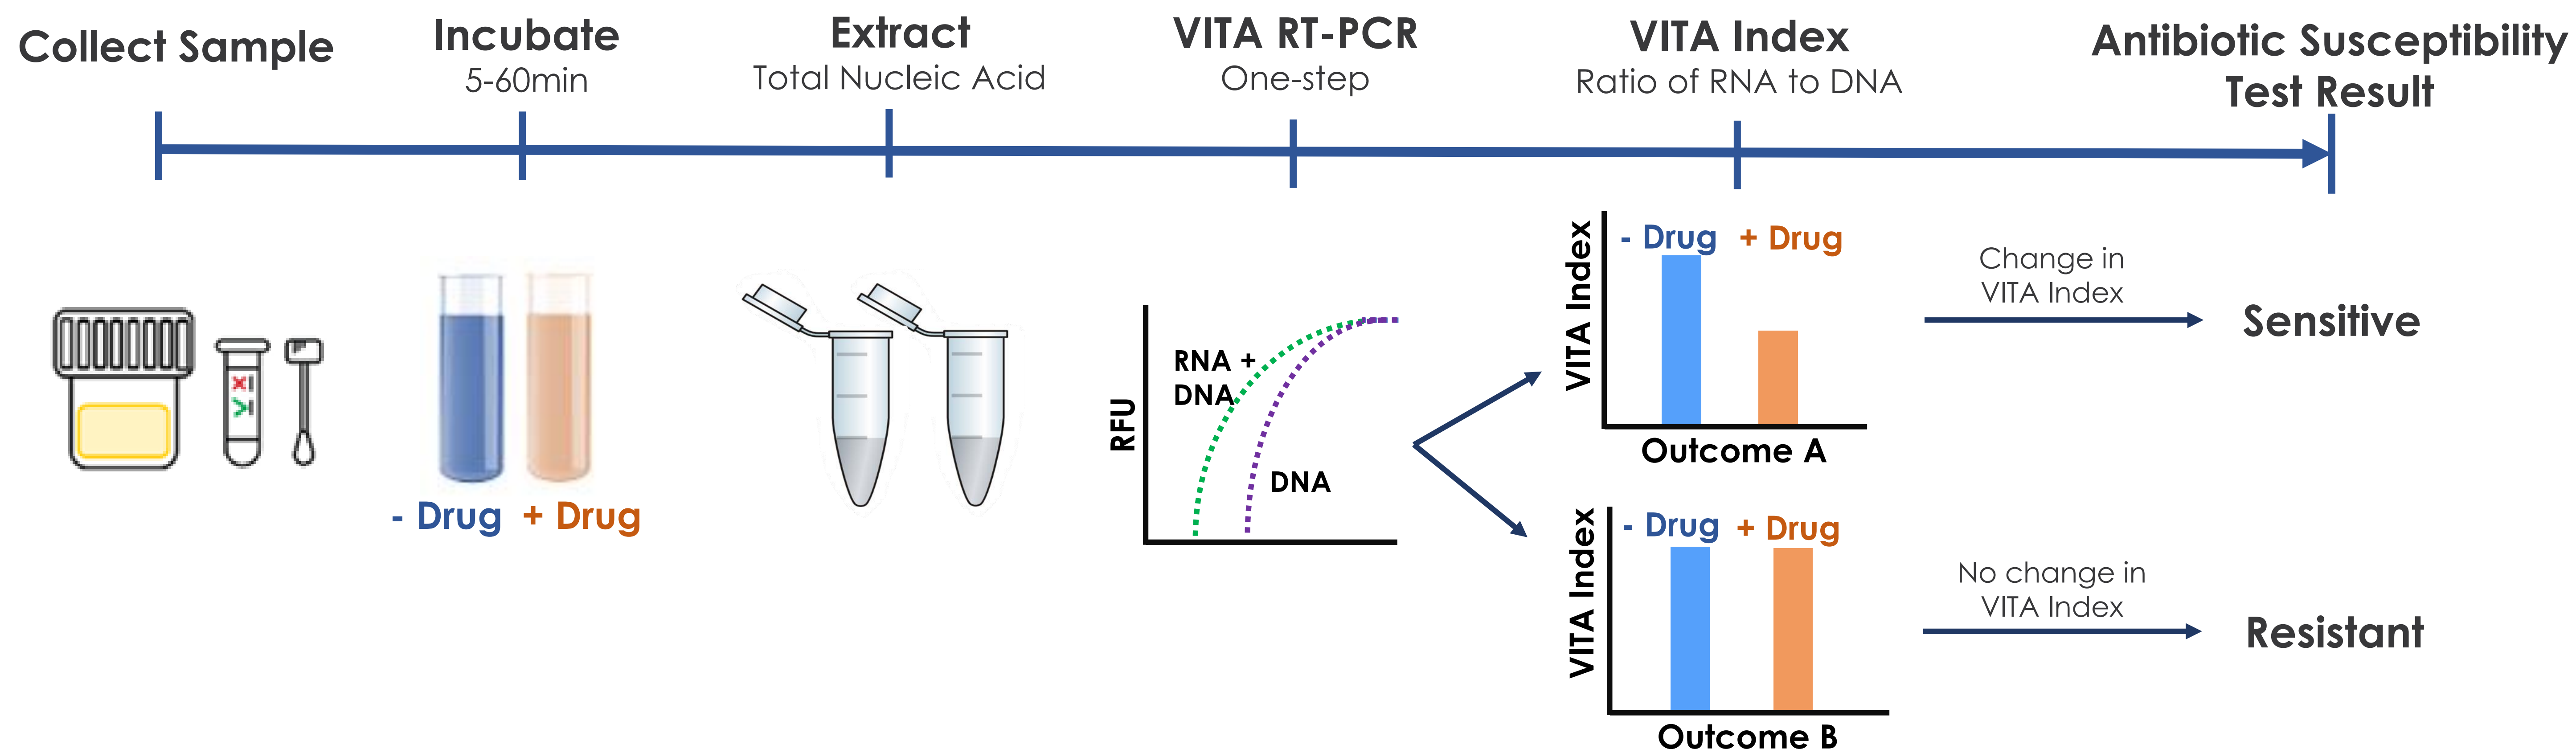 Collect Sample
Incubate
5-60min
Extract
Total Nucleic Acid
VITA RT-PCR
One-step
VITA Index
Ratio of RNA to DNA
Antibiotic Susceptibility
Test Result
- Drug + Drug
RFU
RNA +
DNA
DNA
VITA Index
- Drug + Drug
Outcome A
Change in
VITA Index
Sensitive
VITA Index
- Drug + Drug
Outcome B
No change in
VITA Index
Resistant